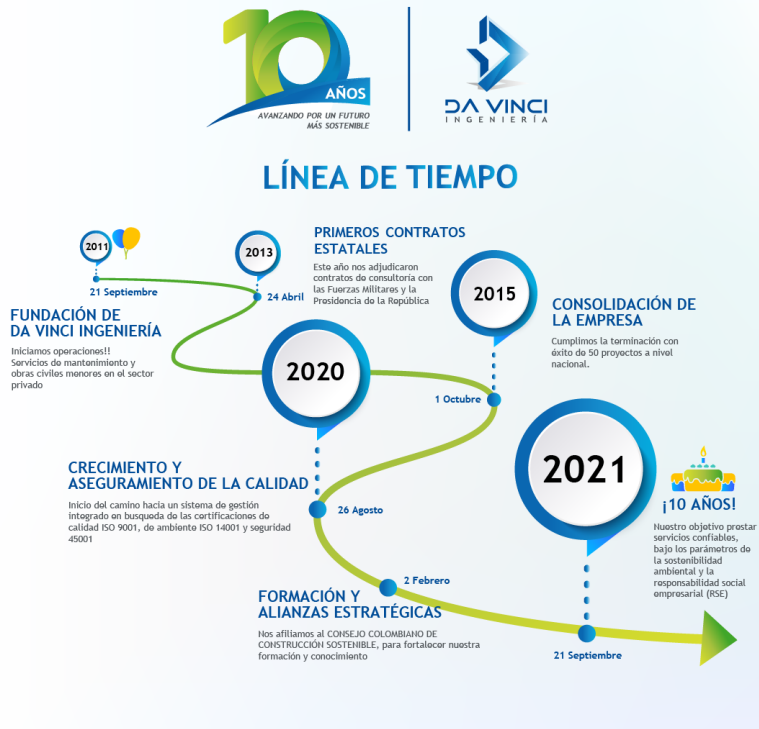 10
AÑOS
AVANZANDO POR UN FUTURO
MÁS SOSTENIBLE
DA VINCI
INGENIERÍA
LÍNEA DE TIEMPO
2011
21 Septiembre
FUNDACIÓN DE
DA VINCI INGENIERÍA
Iniciamos operaciones!!
Servicios de mantenimiento y
obras civiles menores en el sector
privado
2013
24 Abril
PRIMEROS CONTRATOS
ESTATALES
Este año nos adjudicaron
contratos de consultoría con
las Fuerzas Militares y la
Presidencia de la República
2015
1 Octubre
CONSOLIDACIÓN DE
LA EMPRESA
Cumplimos la terminación con
éxito de 50 proyectos a nivel
nacional.
2020
26 Agosto
CRECIMIENTO Y
ASEGURAMIENTO DE LA CALIDAD
Inicio del camino hacia un sistema de gestión
integrado en busqueda de las certificaciones de
calidad ISO 9001, de ambiente ISO 14001 y seguridad
45001
2 Febrero
FORMACIÓN Y
ALIANZAS ESTRATÉGICAS
Nos afiliamos al CONSEJO COLOMBIANO DE
CONSTRUCCIÓN SOSTENIBLE, para fortalecer nuestra
formación y conocimiento
2021
21 Septiembre
¡10 AÑOS!
Nuestro objetivo prestar
servicios confiables,
bajo los parámetros de
la sostenibilidad
ambiental y la
responsabilidad social
empresarial (RSE)